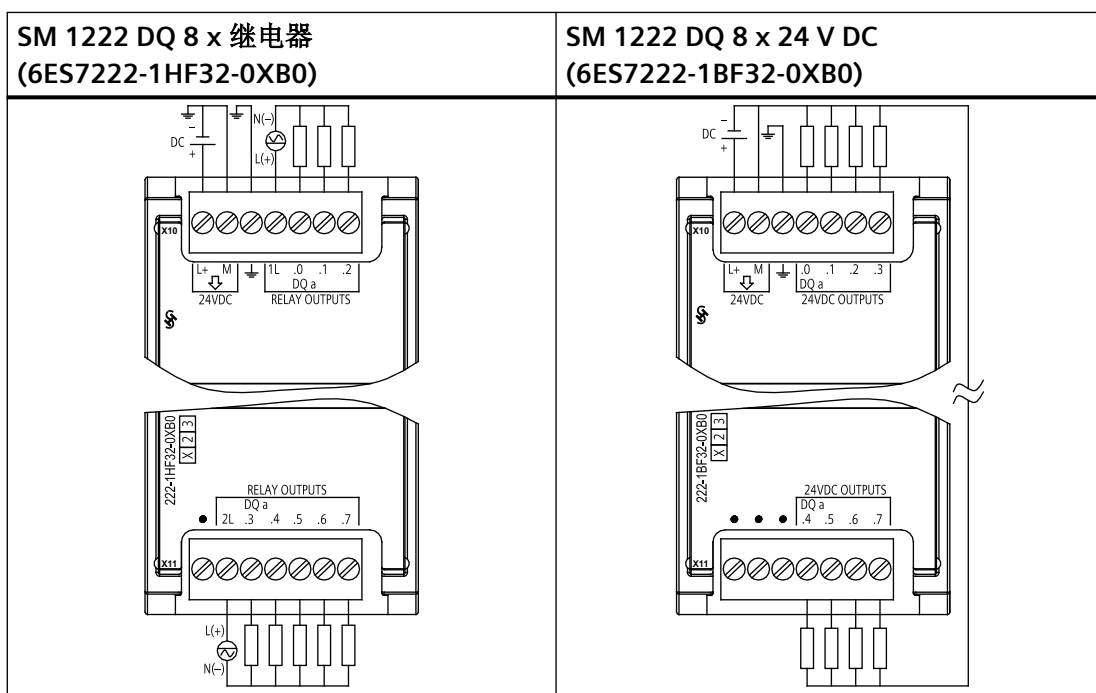 SM 1222 DQ 8 x 继电器
(6ES7222-1HF32-0XB0)
N(–)
– DC +
L(+)
X10
L+ M 1L .0 .1 .2
DQ a
24VDC RELAY OUTPUTS
222-1HF32-0XB0
X 2 3
RELAY OUTPUTS
DQ a
2L .3 .4 .5 .6 .7
X11
L(+)
N(–)
SM 1222 DQ 8 x 24 V DC
(6ES7222-1BF32-0XB0)
– DC +
X10
L+ M .0 .1 .2 .3
DQ a
24VDC 24VDC OUTPUTS
222-1BF32-0XB0
X 2 3
24VDC OUTPUTS
DQ a
.4 .5 .6 .7
X11